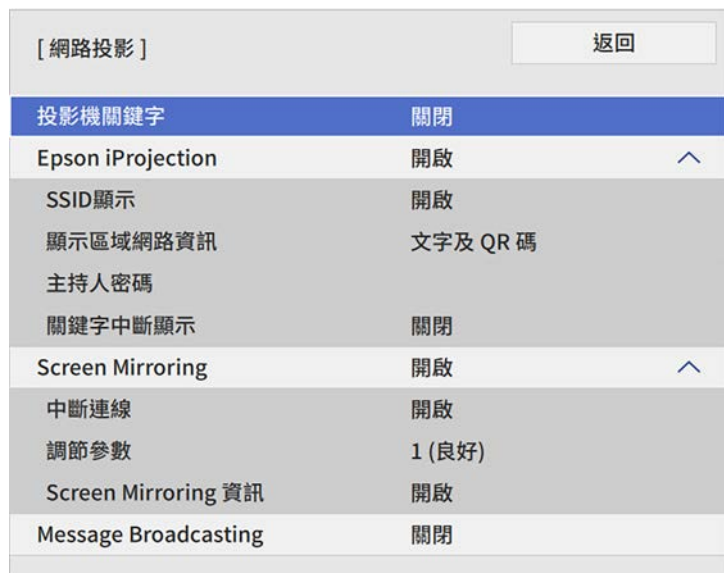 [ 網路投影 ] 返回
投影機關鍵字 關閉
Epson iProjection 開啟
SSID顯示 開啟
顯示區域網路資訊 文字及 QR 碼
主持人密碼
關鍵字中斷顯示 關閉
Screen Mirroring 開啟
中斷連線 開啟
調節參數 1 (良好)
Screen Mirroring 資訊 開啟
Message Broadcasting 關閉